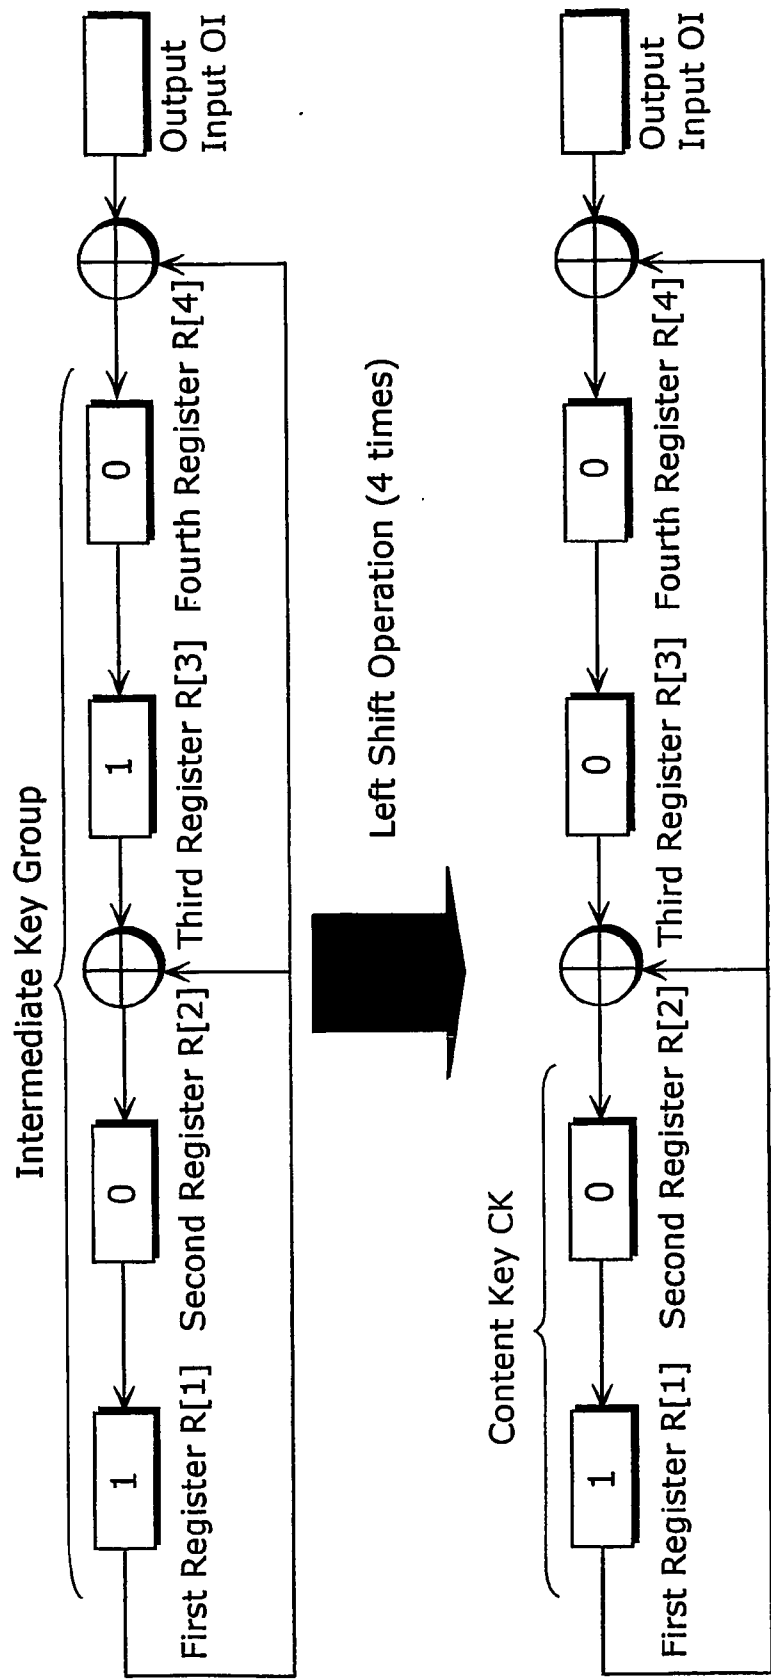 Intermediate Key Group
1
0
1
0
First Register R[1]
Second Register R[2]
Third Register R[3]
Fourth Register R[4]
Output
Input OI
Left Shift Operation (4 times)
Content Key CK
1
0
0
0
First Register R[1]
Second Register R[2]
Third Register R[3]
Fourth Register R[4]
Output
Input OI